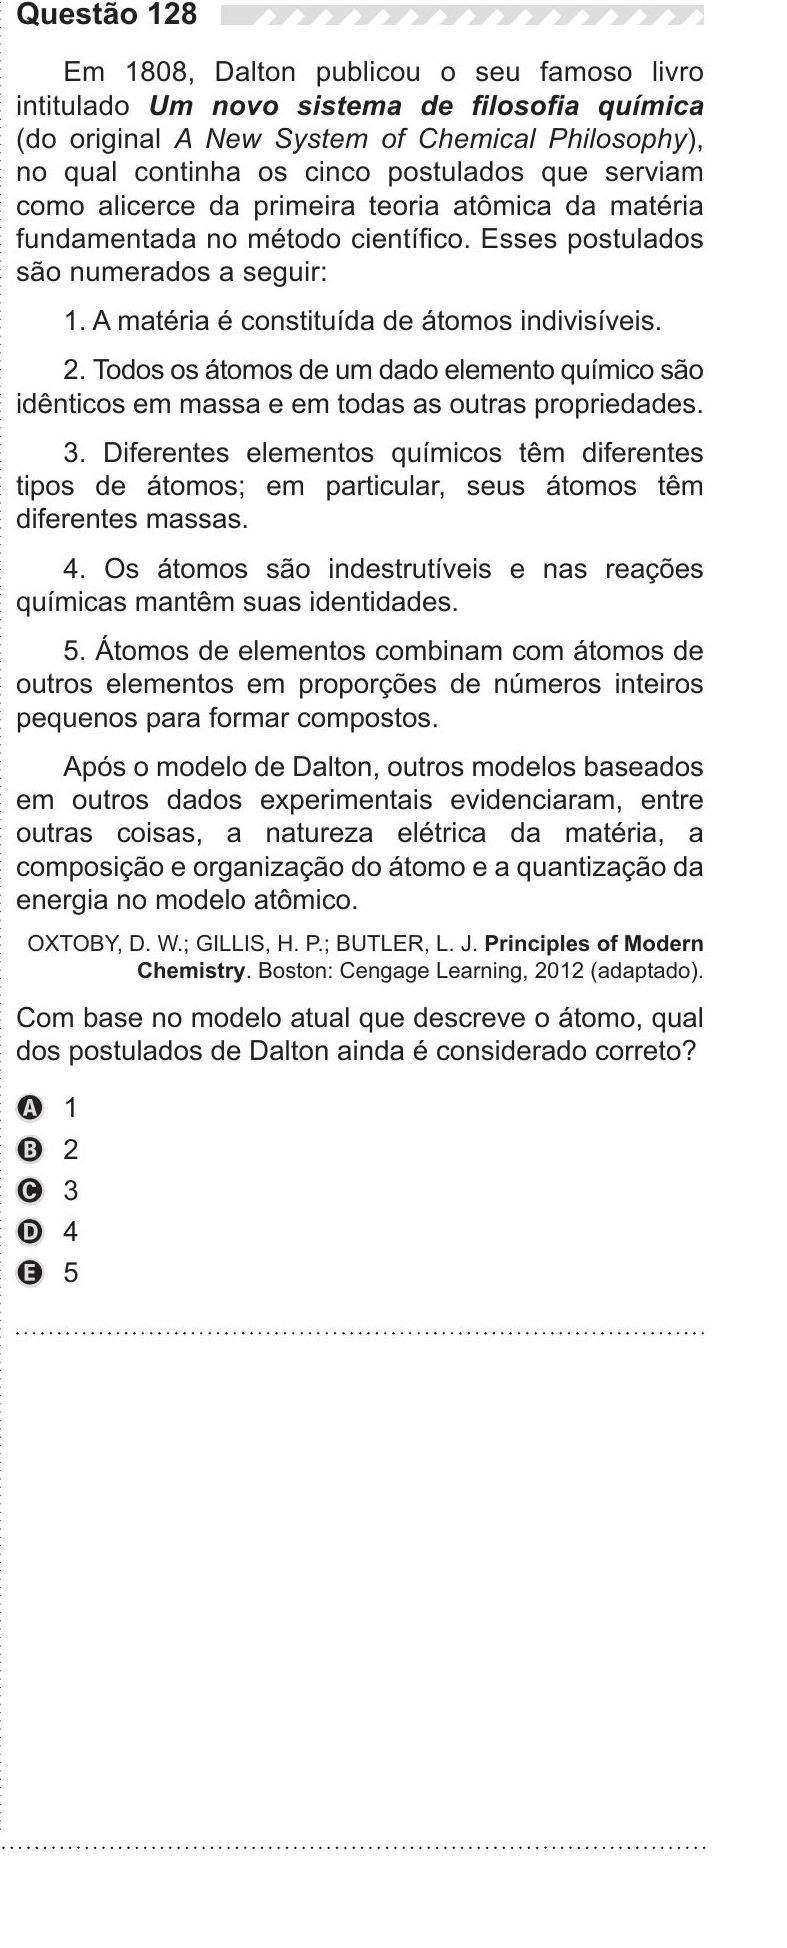 Questão 128
Em 1808, Dalton publicou o seu famoso livro
intitulado Um novo sistema de filosofia química
(do original A New System of Chemical Philosophy),
no qual continha os cinco postulados que serviam
como alicerce da primeira teoria atômica da matéria
fundamentada no método científico. Esses postulados
são numerados a seguir:
1. A matéria é constituída de átomos indivisíveis.
2. Todos os átomos de um dado elemento químico são
idênticos em massa e em todas as outras propriedades.
3. Diferentes elementos químicos têm diferentes
tipos de átomos; em particular, seus átomos têm
diferentes massas.
4. Os átomos são indestrutíveis e nas reações
químicas mantêm suas identidades.
5. Átomos de elementos combinam com átomos de
outros elementos em proporções de números inteiros
pequenos para formar compostos.
Após o modelo de Dalton, outros modelos baseados
em outros dados experimentais evidenciaram, entre
outras coisas, a natureza elétrica da matéria, a
composição e organização do átomo e a quantização da
energia no modelo atômico.
OXTOBY, D. W.; GILLIS, H. P.; BUTLER, L. J. Principles of Modern
Chemistry. Boston: Cengage Learning, 2012 (adaptado).
Com base no modelo atual que descreve o átomo, qual
dos postulados de Dalton ainda é considerado correto?
A 1
B 2
C 3
D 4
E 5